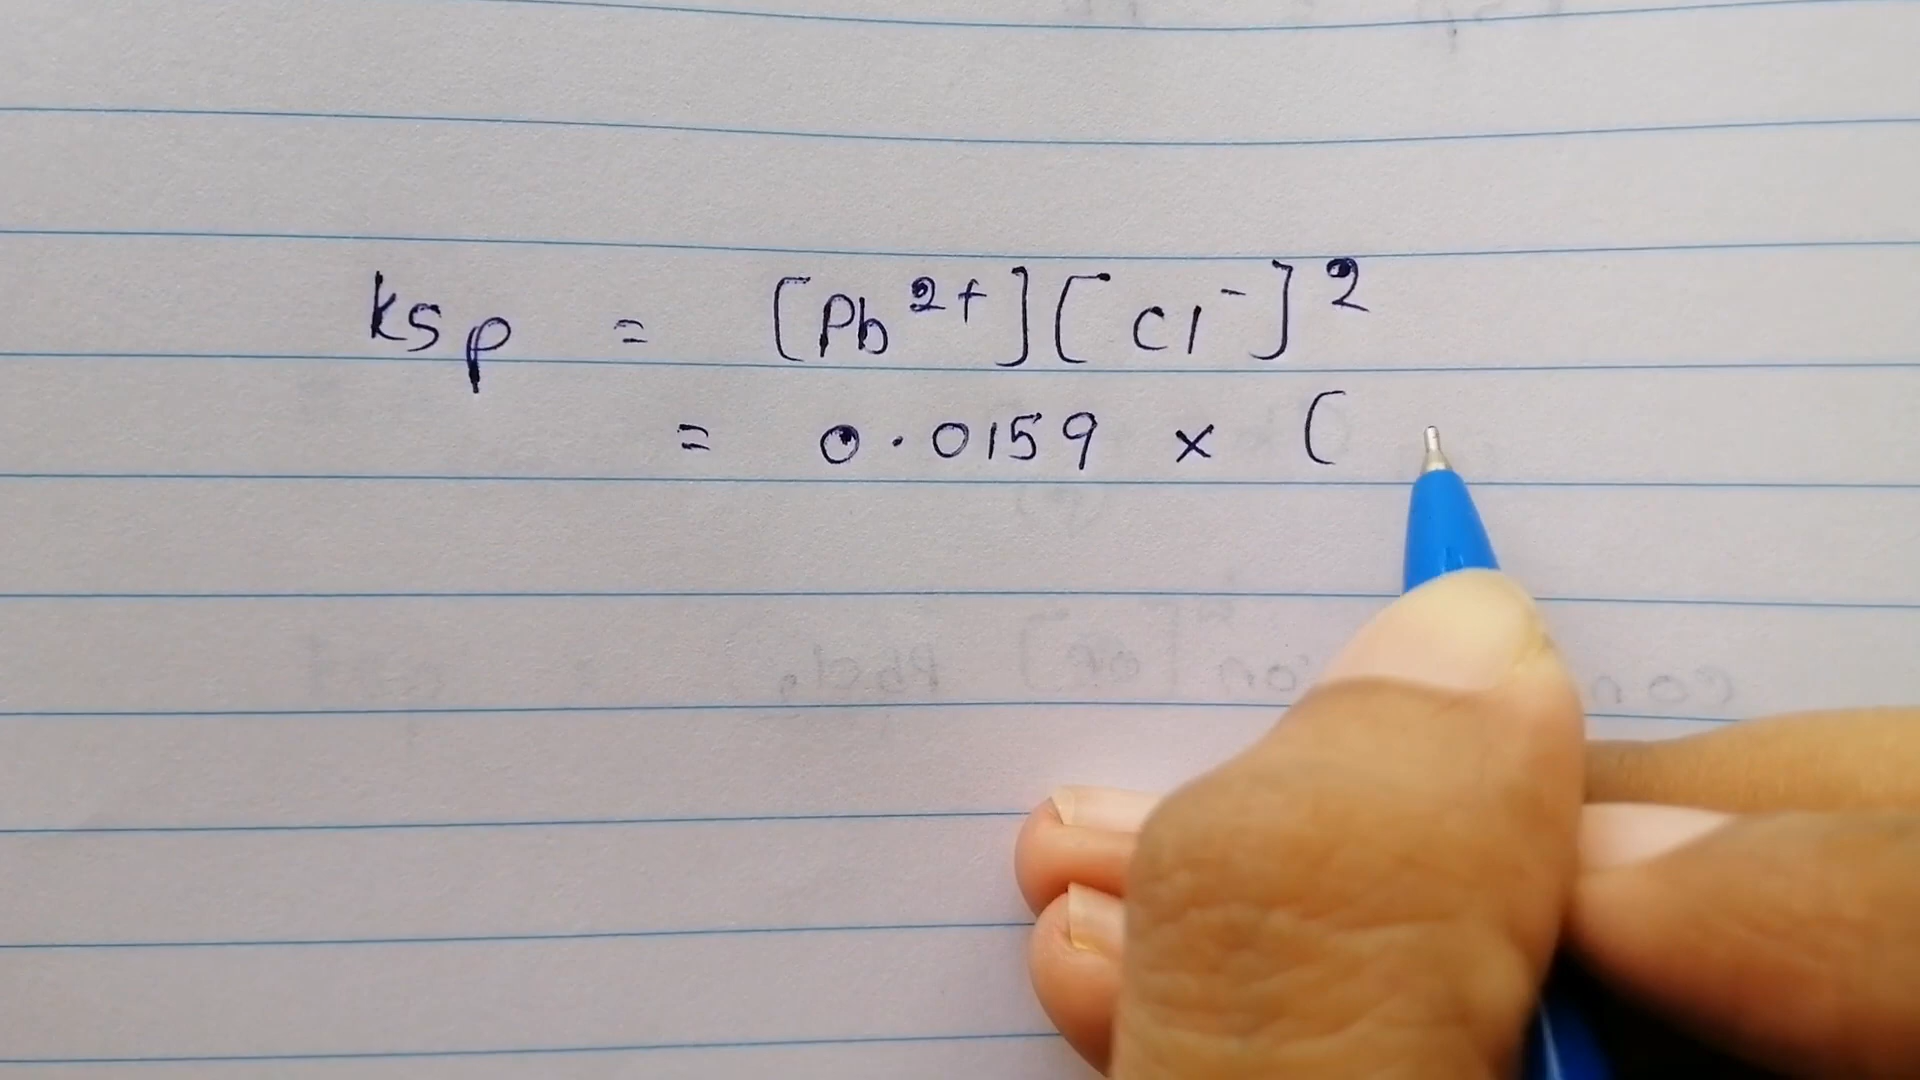 Ksp = [Pb²⁺][Cl⁻]²
= 0.0159 × (